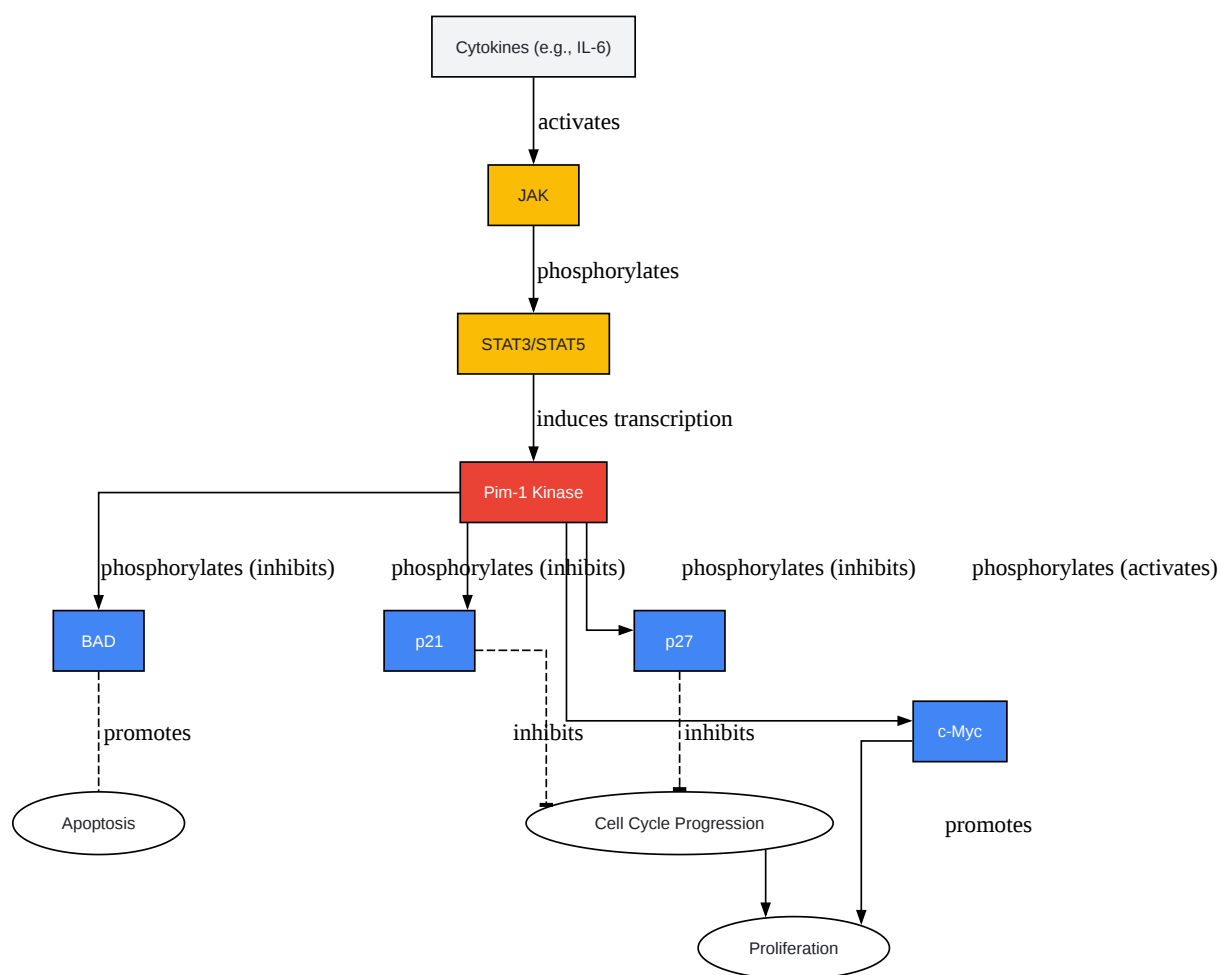 Cytokines (e.g., IL-6)
activates
JAK
phosphorylates
STAT3/STAT5
induces transcription
Pim-1 Kinase
phosphorylates (inhibits)
phosphorylates (inhibits)
phosphorylates (inhibits)
phosphorylates (activates)
BAD
p21
p27
c-Myc
promotes
inhibits
inhibits
Apoptosis
Cell Cycle Progression
promotes
Proliferation